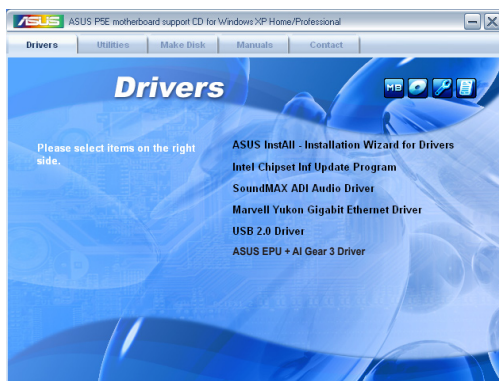 ASUS ASUS P5E motherboard support CD for Windows XP Home/Professional
Drivers Utilities Make Disk Manuals Contact
Drivers
MB
Please select items on the right
side.
ASUS InstAll - Installation Wizard for Drivers
Intel Chipset Inf Update Program
SoundMAX ADI Audio Driver
Marvell Yukon Gigabit Ethernet Driver
USB 2.0 Driver
ASUS EPU + AI Gear 3 Driver